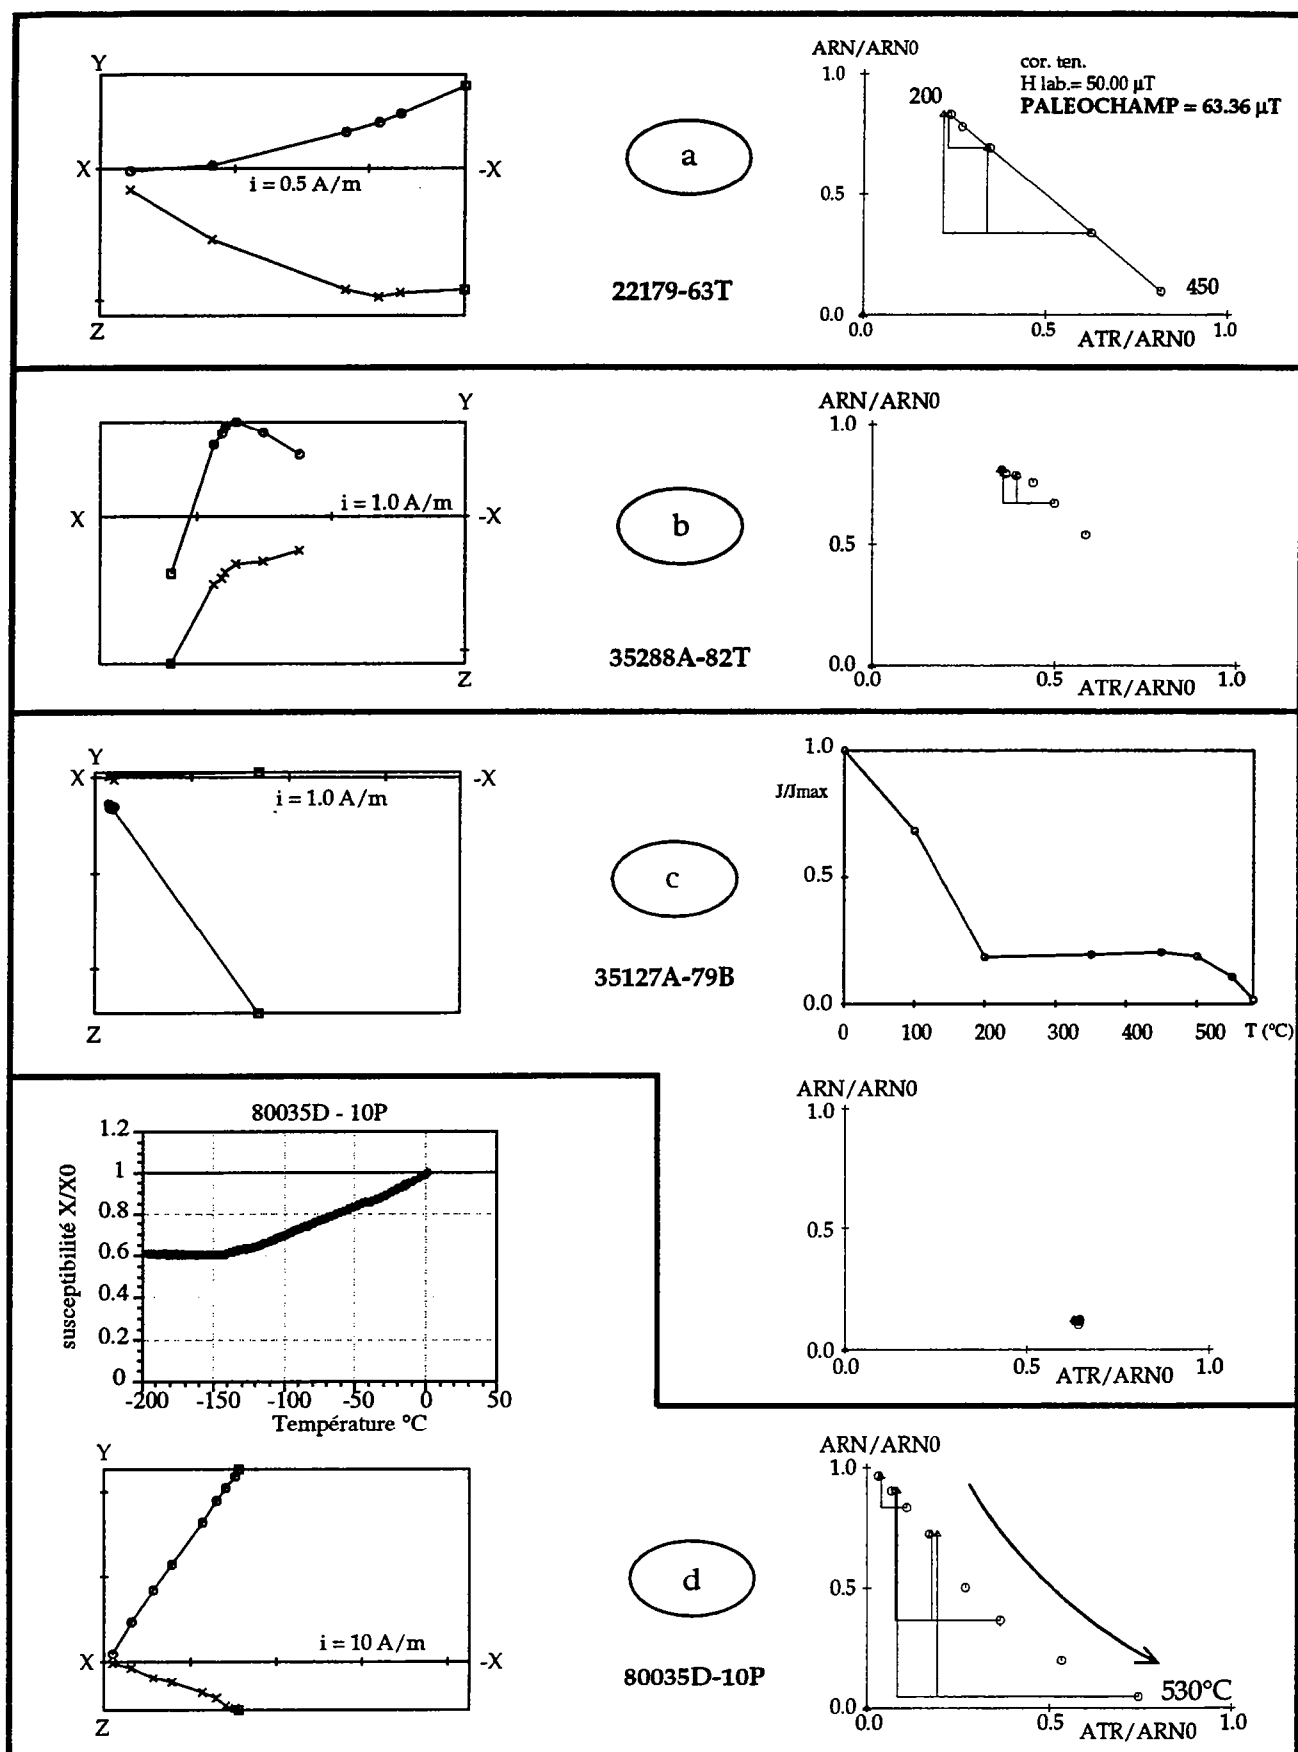 Y
X
-X
i = 0.5 A/m
Z
a
22179-63T
ARN/ARN0
cor. ten.
H lab.= 50.00 µT
PALEOCHAMP = 63.36 µT
1.0
200
0.5
450
0.0
0.0
0.5
1.0
ATR/ARN0
Y
X
-X
i = 1.0 A/m
Z
b
35288A-82T
ARN/ARN0
1.0
0.5
0.0
0.0
0.5
1.0
ATR/ARN0
Y
X
-X
i = 1.0 A/m
Z
c
35127A-79B
1.0
J/Jmax
0.5
0.0
0
100
200
300
400
500
T (°C)
ARN/ARN0
1.0
0.5
0.0
0.0
0.5
1.0
ATR/ARN0
80035D - 10P
susceptibilité X/X0
1.2
1
0.8
0.6
0.4
0.2
0
-200
-150
-100
-50
0
50
Température °C
Y
X
-X
i = 10 A/m
Z
d
80035D-10P
ARN/ARN0
1.0
0.5
0.0
530°C
0.0
0.5
1.0
ATR/ARN0